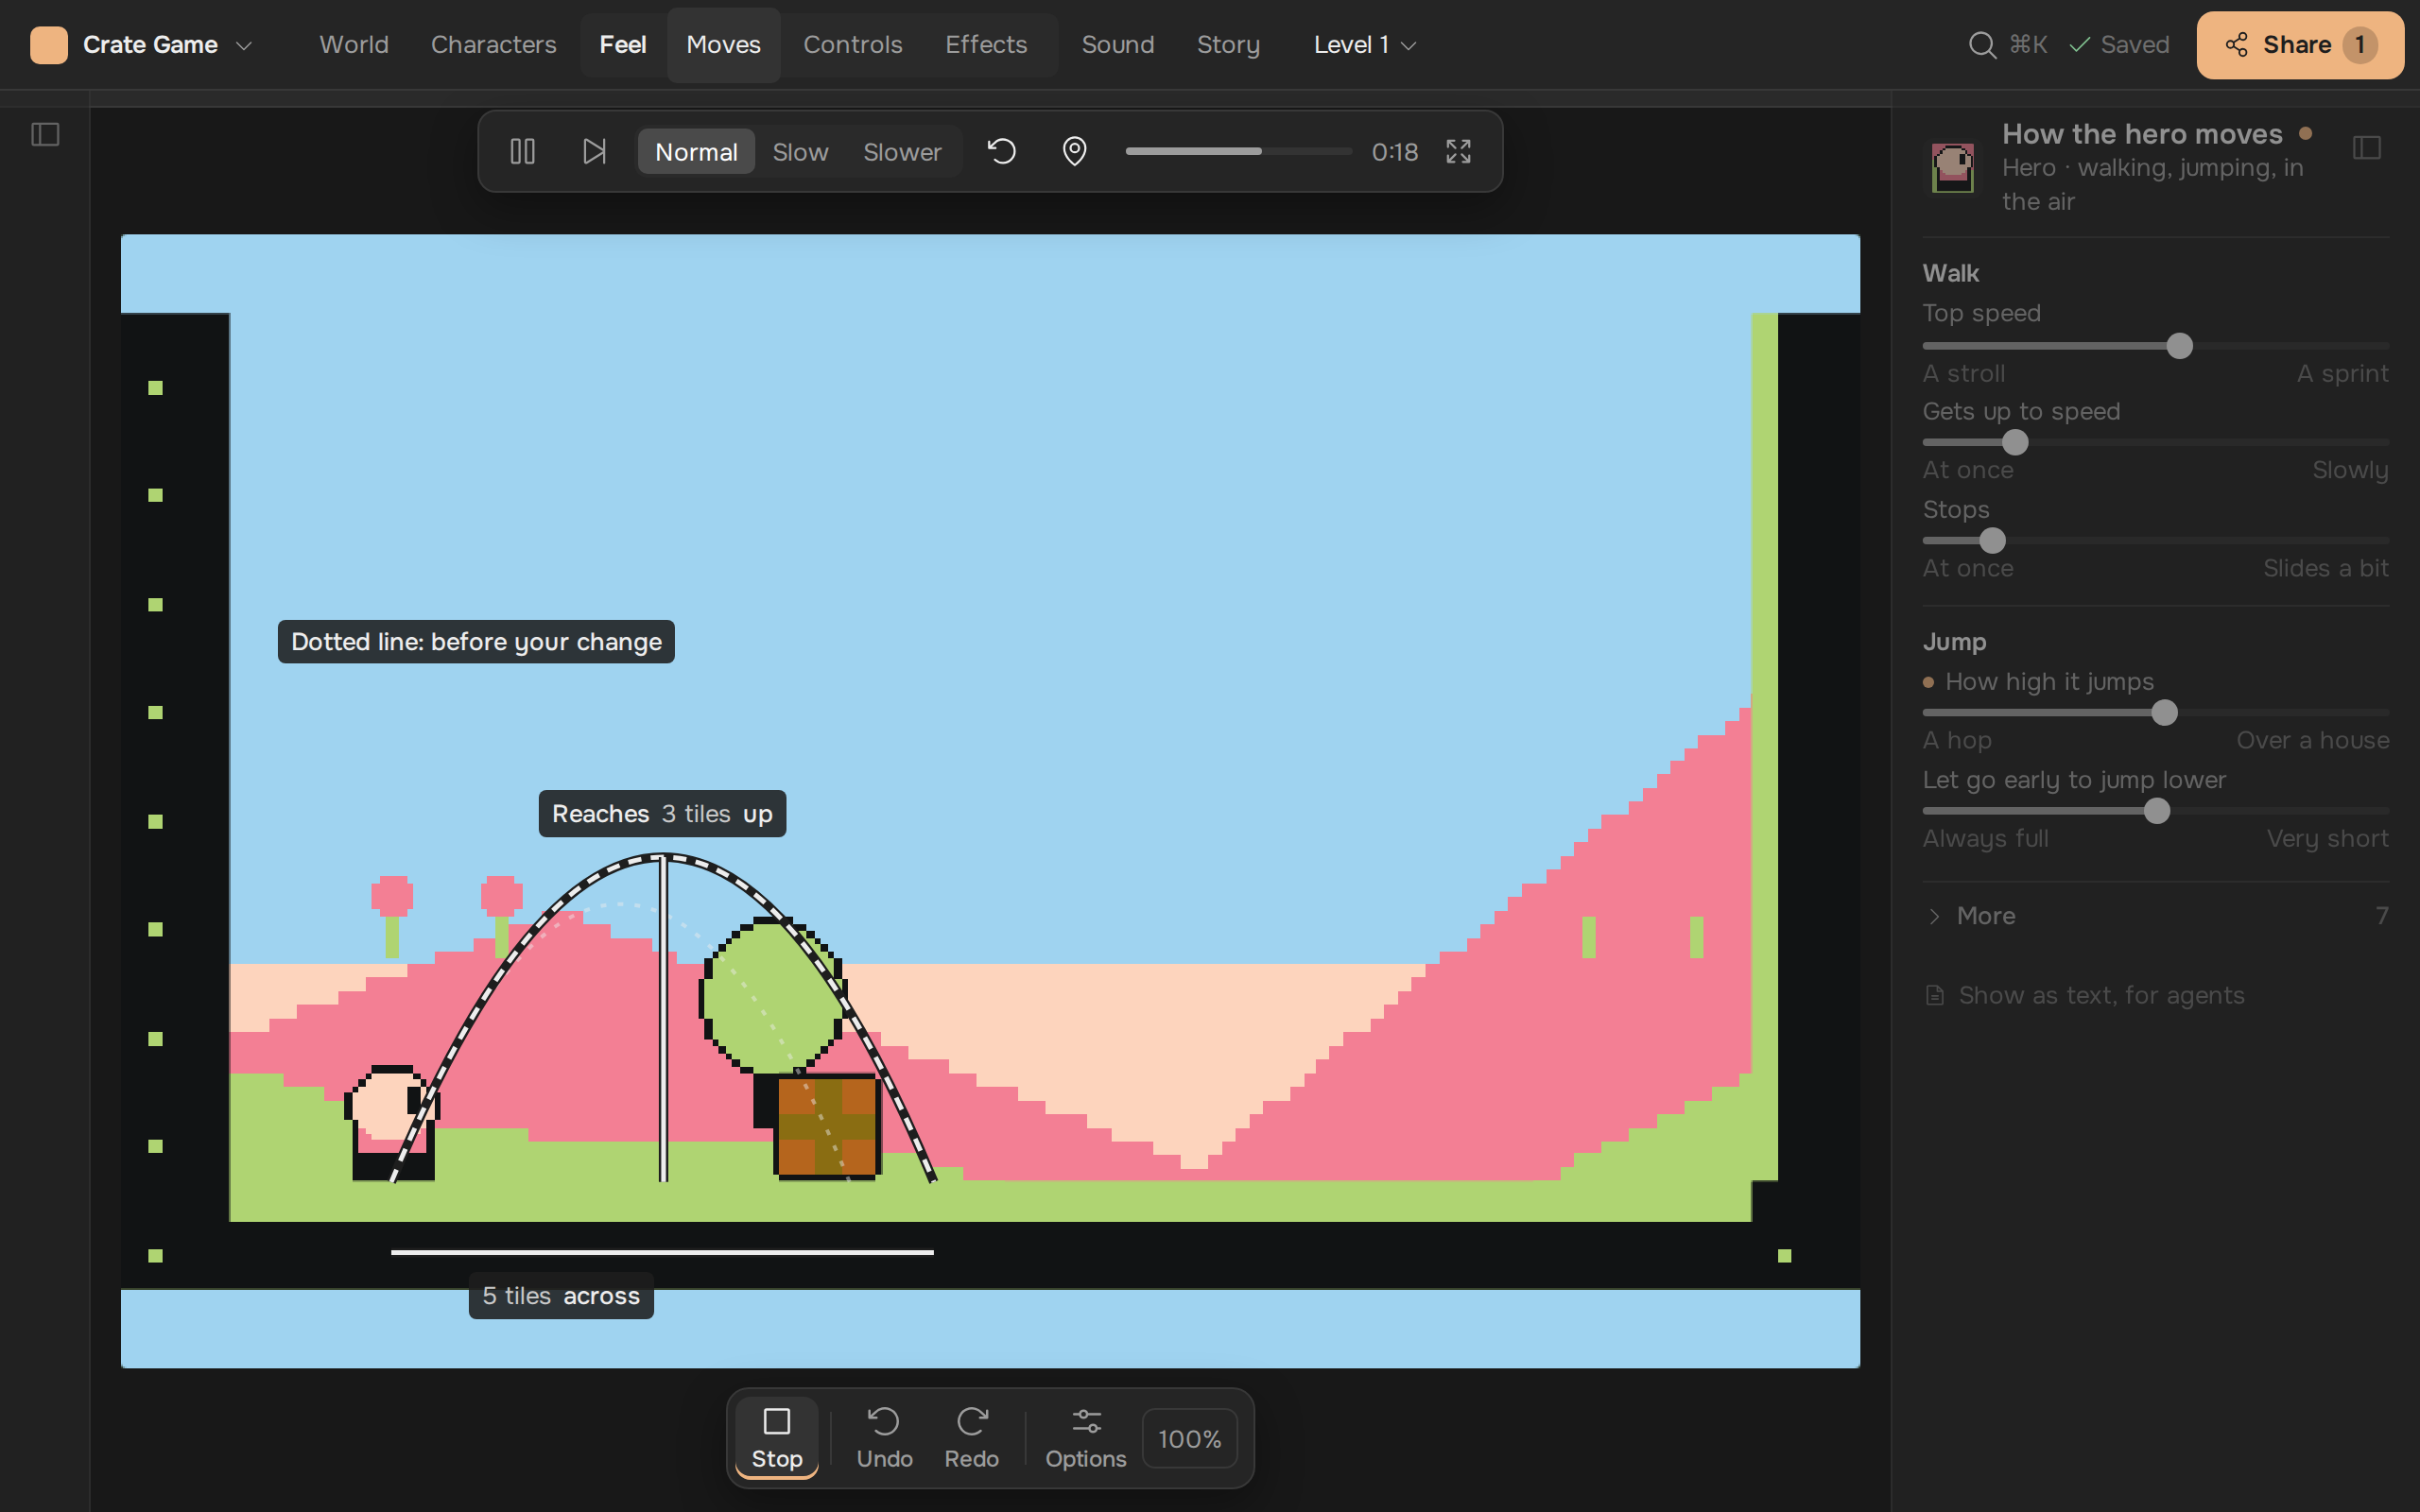 Crate Game World Characters Feel Moves Controls Effects Sound Story Level 1 ⌘K Saved Share 1
Normal Slow Slower 0:18
How the hero moves
Hero · walking, jumping, in
the air
Walk
Top speed
A stroll A sprint
Gets up to speed
At once Slowly
Stops
At once Slides a bit
Dotted line: before your change
Jump
How high it jumps
A hop Over a house
Let go early to jump lower
Reaches 3 tiles up
Always full Very short
More 7
Show as text, for agents
5 tiles across
Stop Undo Redo Options 100%